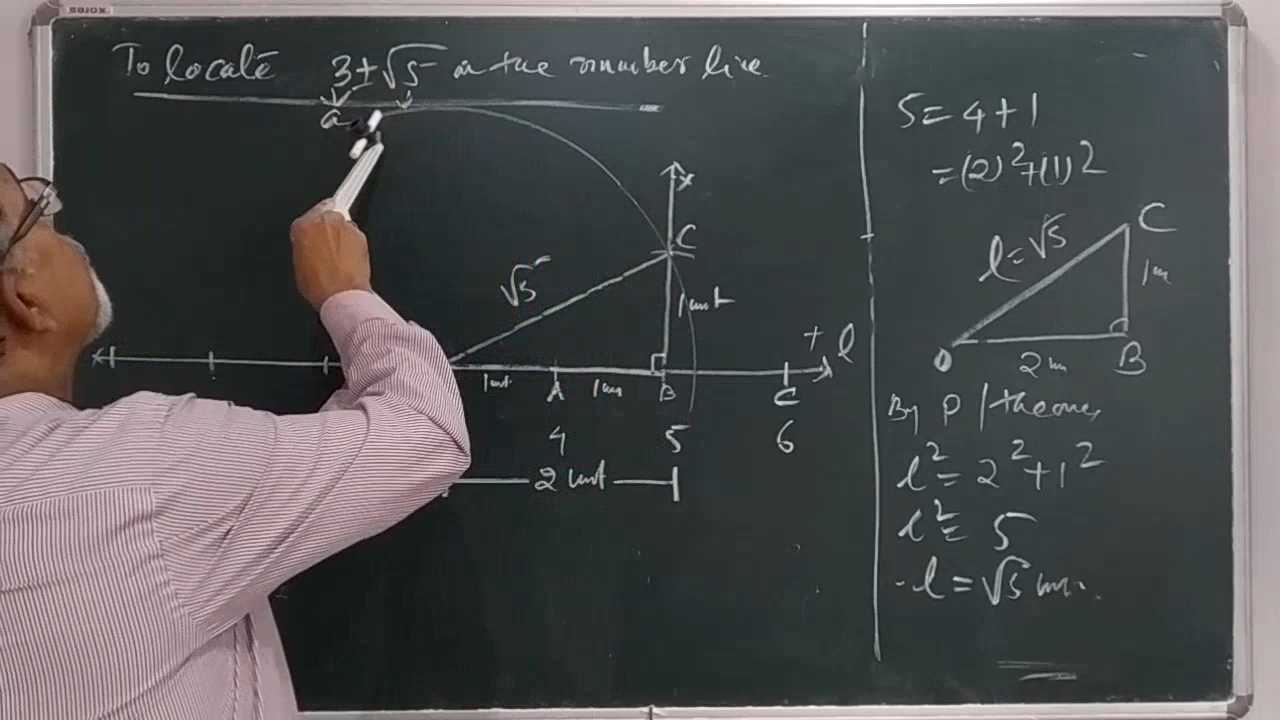 To locate 3±√5 on the number line.
a
x
C
√5
1 unit
+ l
1 unit A 1 un B C
4 5 6
2 unit
5 = 4 + 1
= (2)² + (1)²
C
l = √5
1 u
O 2 un B
By P / theorem
l² = 2² + 1²
l² = 5
l = √5 un.